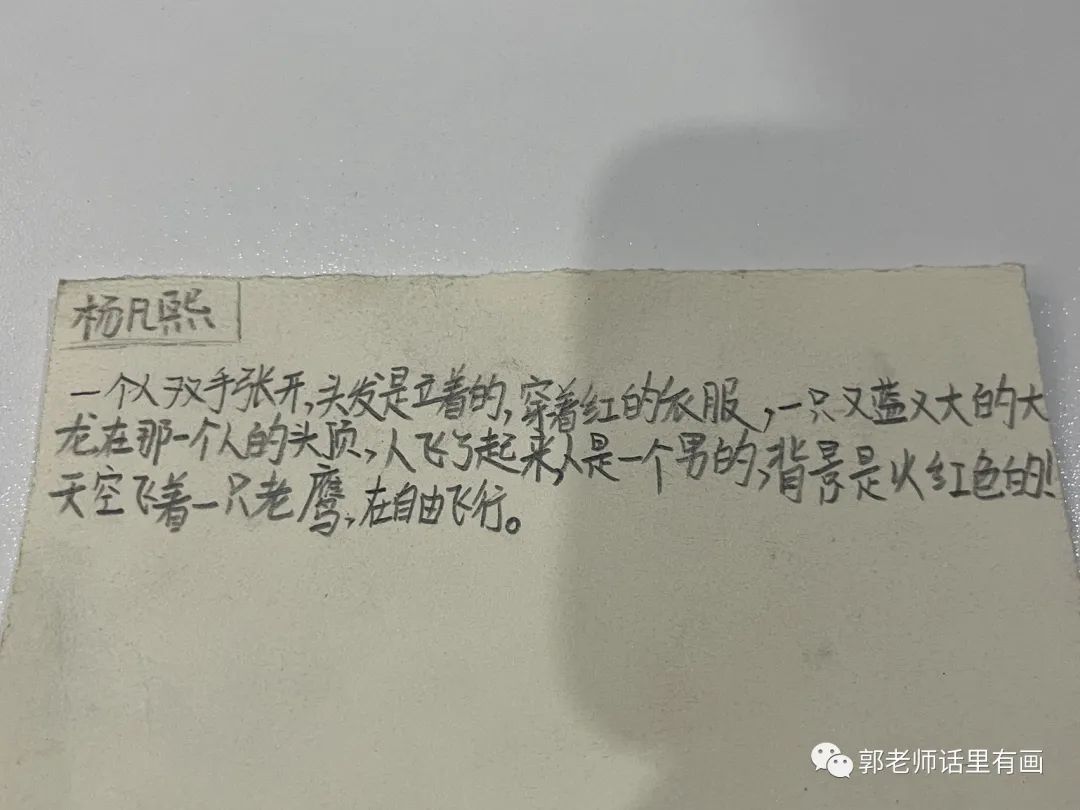 杨凡熙
一个人双手张开,头发是立着的,穿着红的衣服,一只又蓝又大的大
龙在那一个人的头顶,人飞了起来,人是一个男的,背景是火红色的!
天空飞着一只老鹰,在自由飞行。
郭老师话里有画